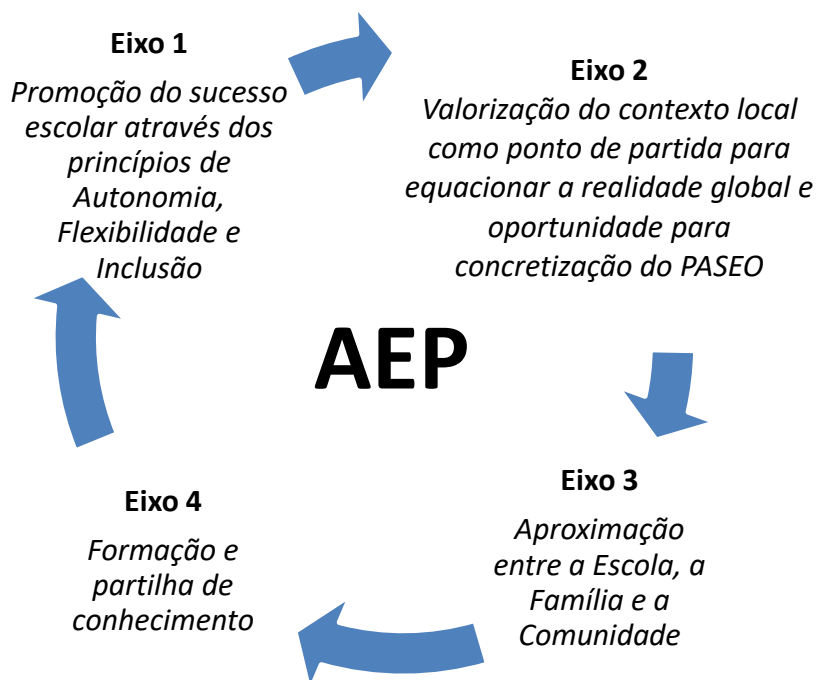 Eixo 1
Promoção do sucesso
escolar através dos
princípios de
Autonomia,
Flexibilidade e
Inclusão
Eixo 2
Valorização do contexto local
como ponto de partida para
equacionar a realidade global e
oportunidade para
concretização do PASEO
AEP
Eixo 3
Aproximação
entre a Escola, a
Família e a
Comunidade
Eixo 4
Formação e
partilha de
conhecimento